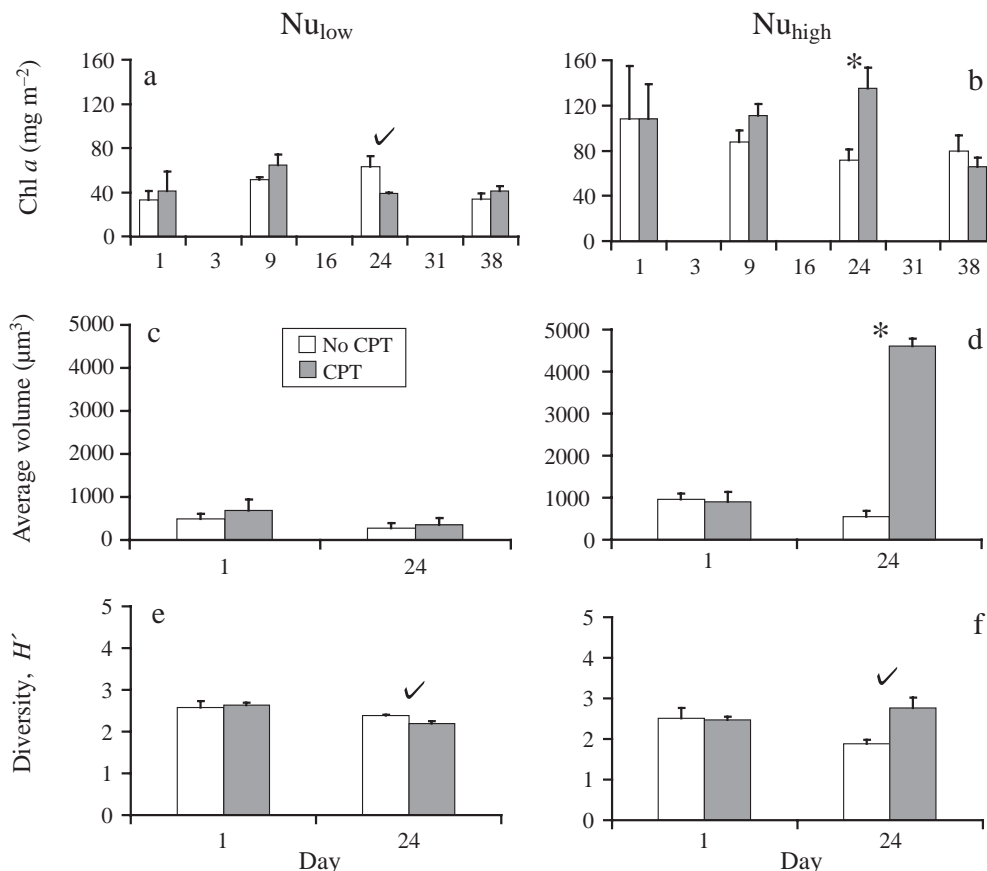 Nu_low
Nu_high
Chl a (mg m⁻²)
a
160
120
80
40
0
✓
1 3 9 16 24 31 38
b
160
120
80
40
0
*
1 3 9 16 24 31 38
Average volume (μm³)
c
5000
4000
3000
2000
1000
0
No CPT
CPT
1 24
d
5000
4000
3000
2000
1000
0
*
1 24
Diversity, H′
e
5
4
3
2
1
0
✓
1 24
Day
f
5
4
3
2
1
0
✓
1 24
Day